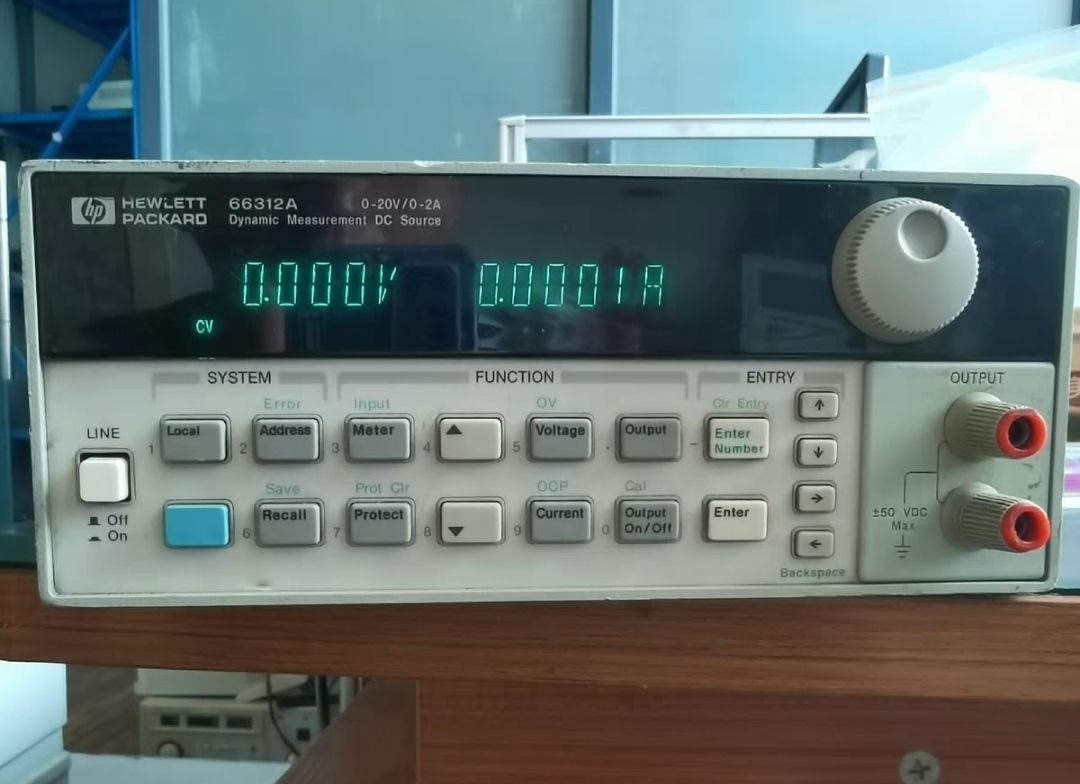 hp HEWLETT PACKARD 66312A 0-20V/0-2A
Dynamic Measurement DC Source
0.000V 0.0001A
CV
SYSTEM FUNCTION ENTRY OUTPUT
Error Input OV Clr Entry
LINE
1 Local 2 Address 3 Meter 4 5 Voltage . Output - Enter Number
Save Prot Clr OCP Cal
Off
On
6 Recall 7 Protect 8 9 Current 0 Output On/Off Enter
±50 VDC
Max
Backspace